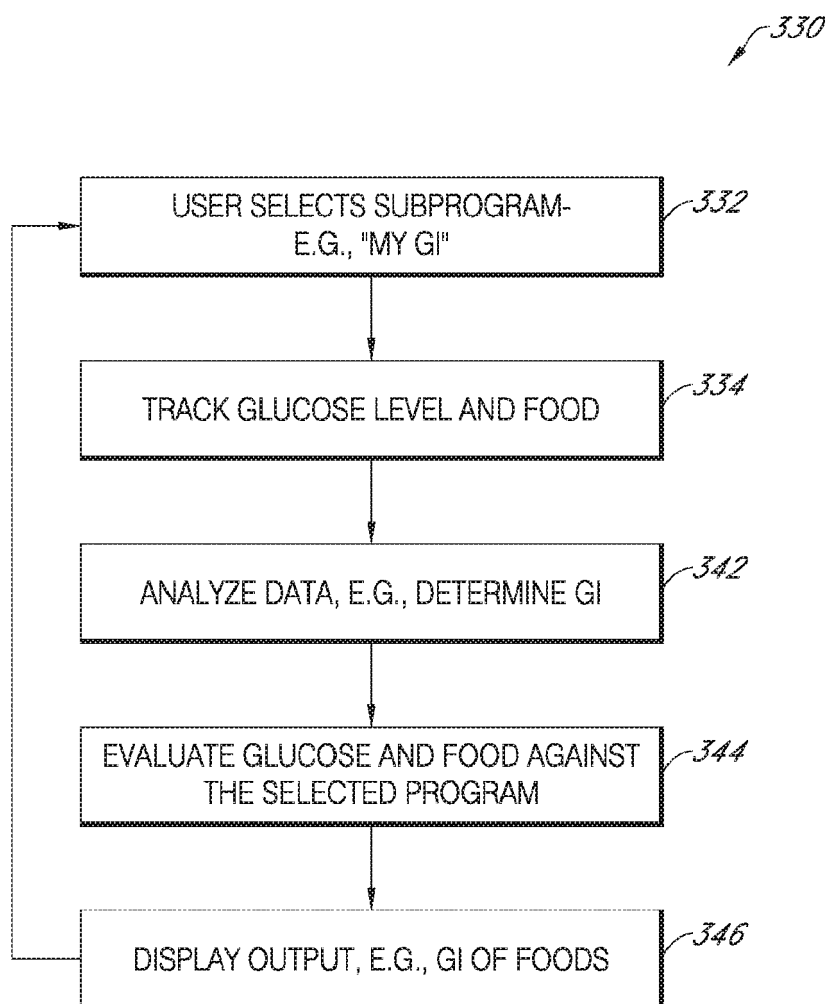 330
USER SELECTS SUBPROGRAM-
E.G., "MY GI"
332
TRACK GLUCOSE LEVEL AND FOOD
334
ANALYZE DATA, E.G., DETERMINE GI
342
EVALUATE GLUCOSE AND FOOD AGAINST
THE SELECTED PROGRAM
344
DISPLAY OUTPUT, E.G., GI OF FOODS
346